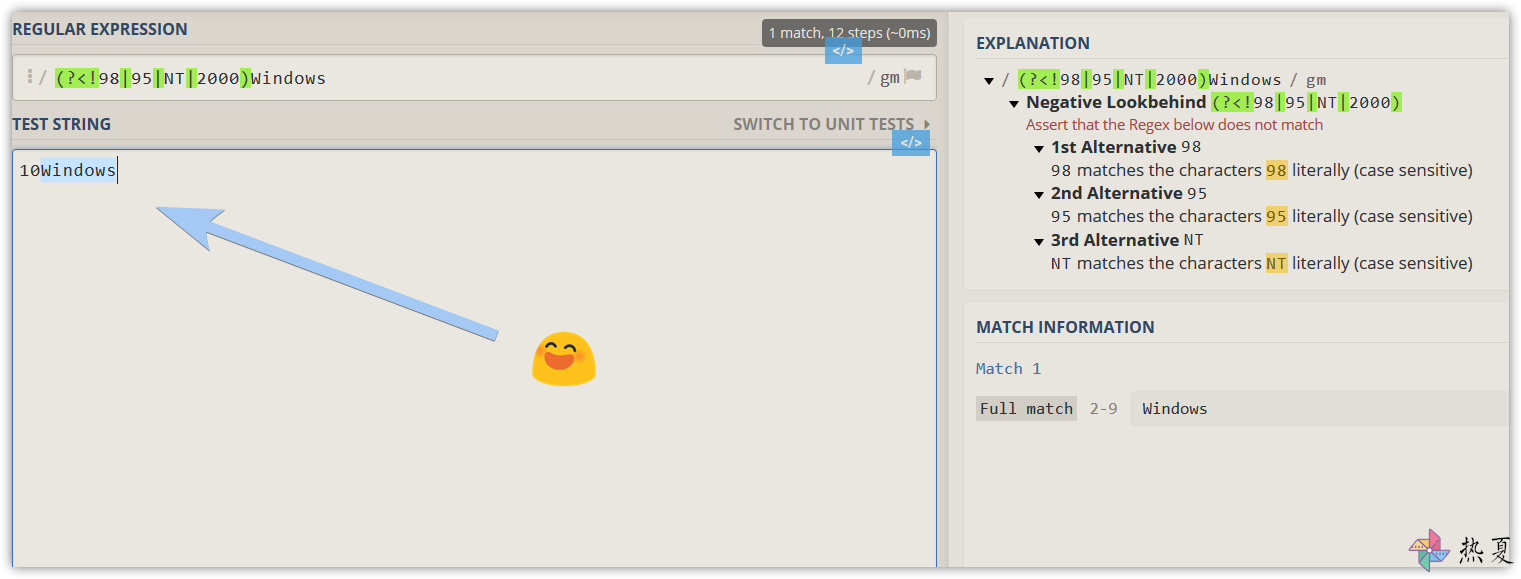 REGULAR EXPRESSION
1 match, 12 steps (~0ms)
</>
/ (?<!98|95|NT|2000)Windows / gm
TEST STRING
SWITCH TO UNIT TESTS
</>
10Windows
EXPLANATION
/ (?<!98|95|NT|2000)Windows / gm
Negative Lookbehind (?<!98|95|NT|2000)
Assert that the Regex below does not match
1st Alternative 98
98 matches the characters 98 literally (case sensitive)
2nd Alternative 95
95 matches the characters 95 literally (case sensitive)
3rd Alternative NT
NT matches the characters NT literally (case sensitive)
MATCH INFORMATION
Match 1
Full match 2-9 Windows
热夏